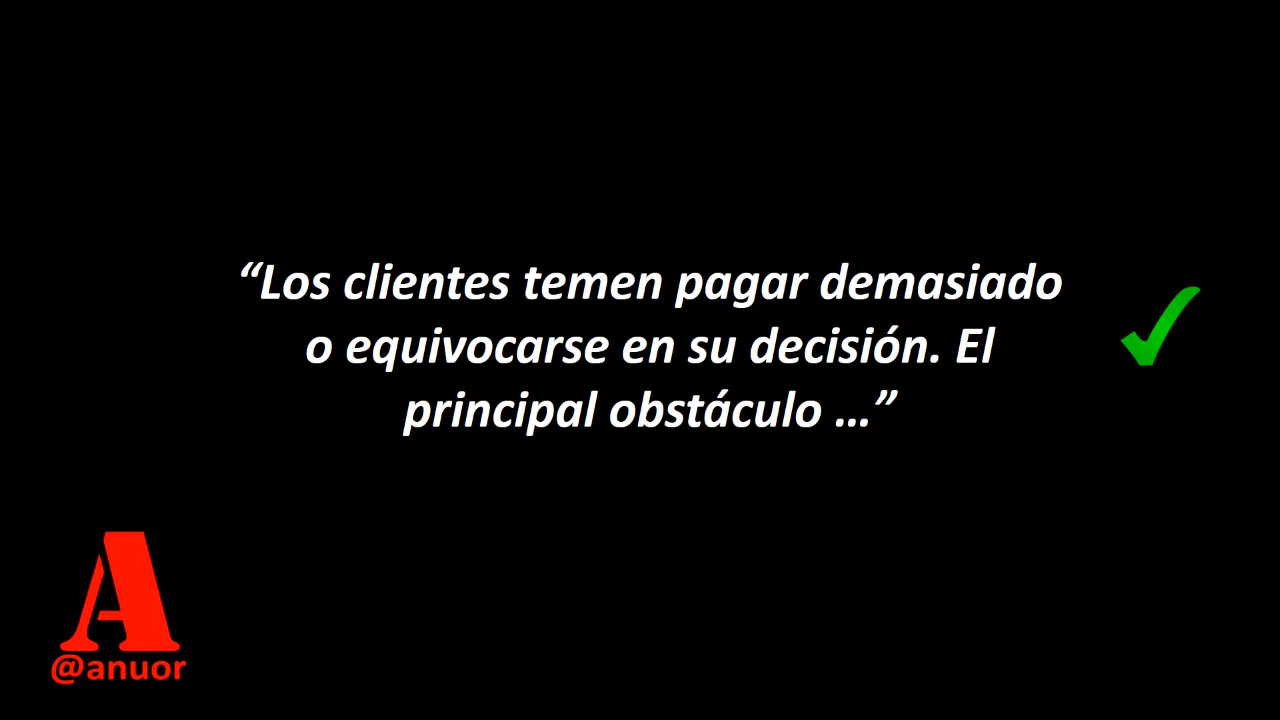 “Los clientes temen pagar demasiado
o equivocarse en su decisión. El
principal obstáculo …”
A
@anuor